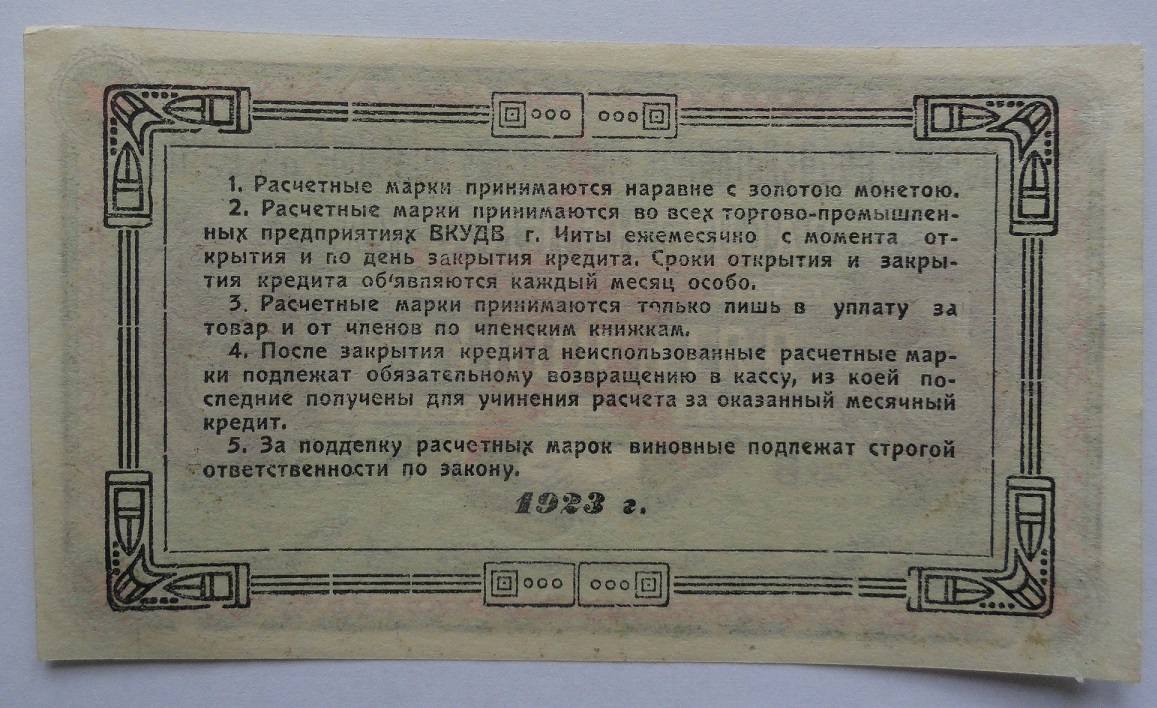 1. Расчетные марки принимаются наравне с золотою монетою.
2. Расчетные марки принимаются во всех торгово-промышлен-
ных предприятиях ВКУДВ г. Читы ежемесячно с момента от-
крытия и по день закрытия кредита. Сроки открытия и закры-
тия кредита об'являются каждый месяц особо.
3. Расчетные марки принимаются только лишь в уплату за
товар и от членов по членским книжкам.
4. После закрытия кредита неиспользованные расчетные мар-
ки подлежат обязательному возвращению в кассу, из коей по-
следние получены для учинения расчета за оказанный месячный
кредит.
5. За подделку расчетных марок виновные подлежат строгой
ответственности по закону.
1923 г.